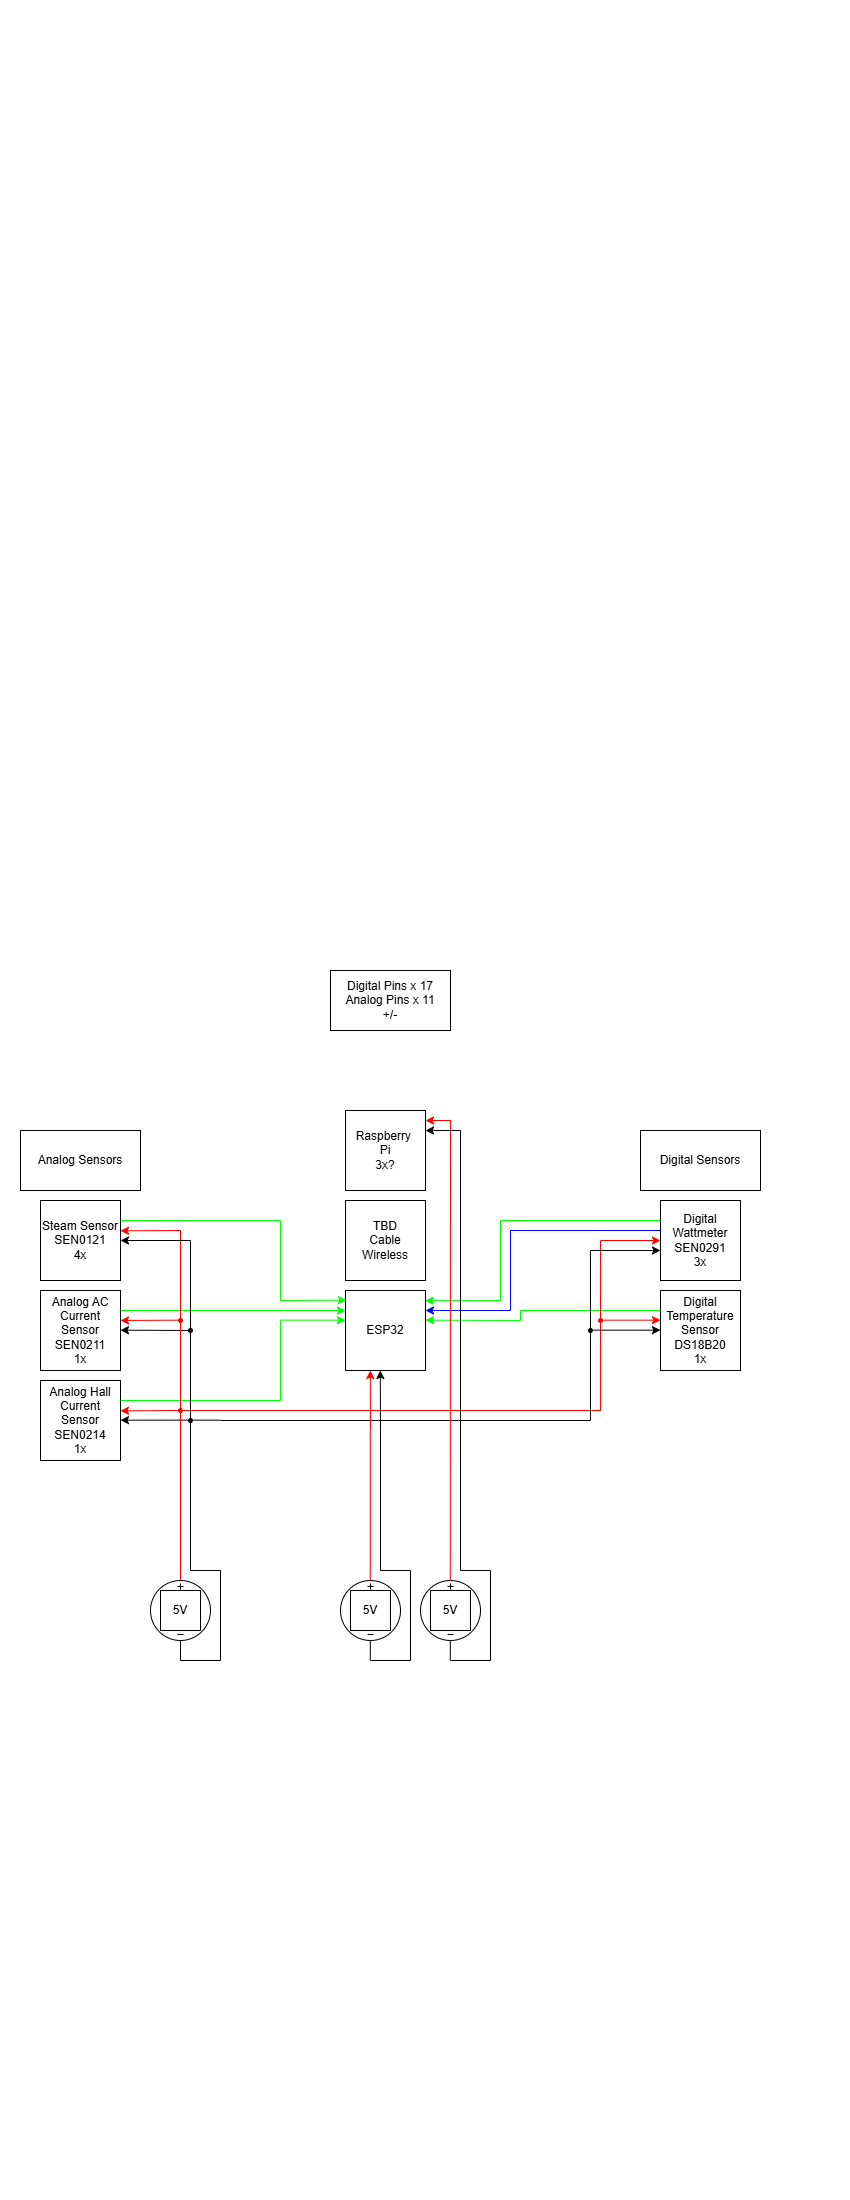 Digital Pins x 17
Analog Pins x 11
+/-
Raspberry
Pi
3x?
Analog Sensors
Digital Sensors
Steam Sensor
SEN0121
4x
TBD
Cable
Wireless
Digital
Wattmeter
SEN0291
3x
Analog AC
Current
Sensor
SEN0211
1x
ESP32
Digital
Temperature
Sensor
DS18B20
1x
Analog Hall
Current
Sensor
SEN0214
1x
+
5V
−
+
5V
−
+
5V
−